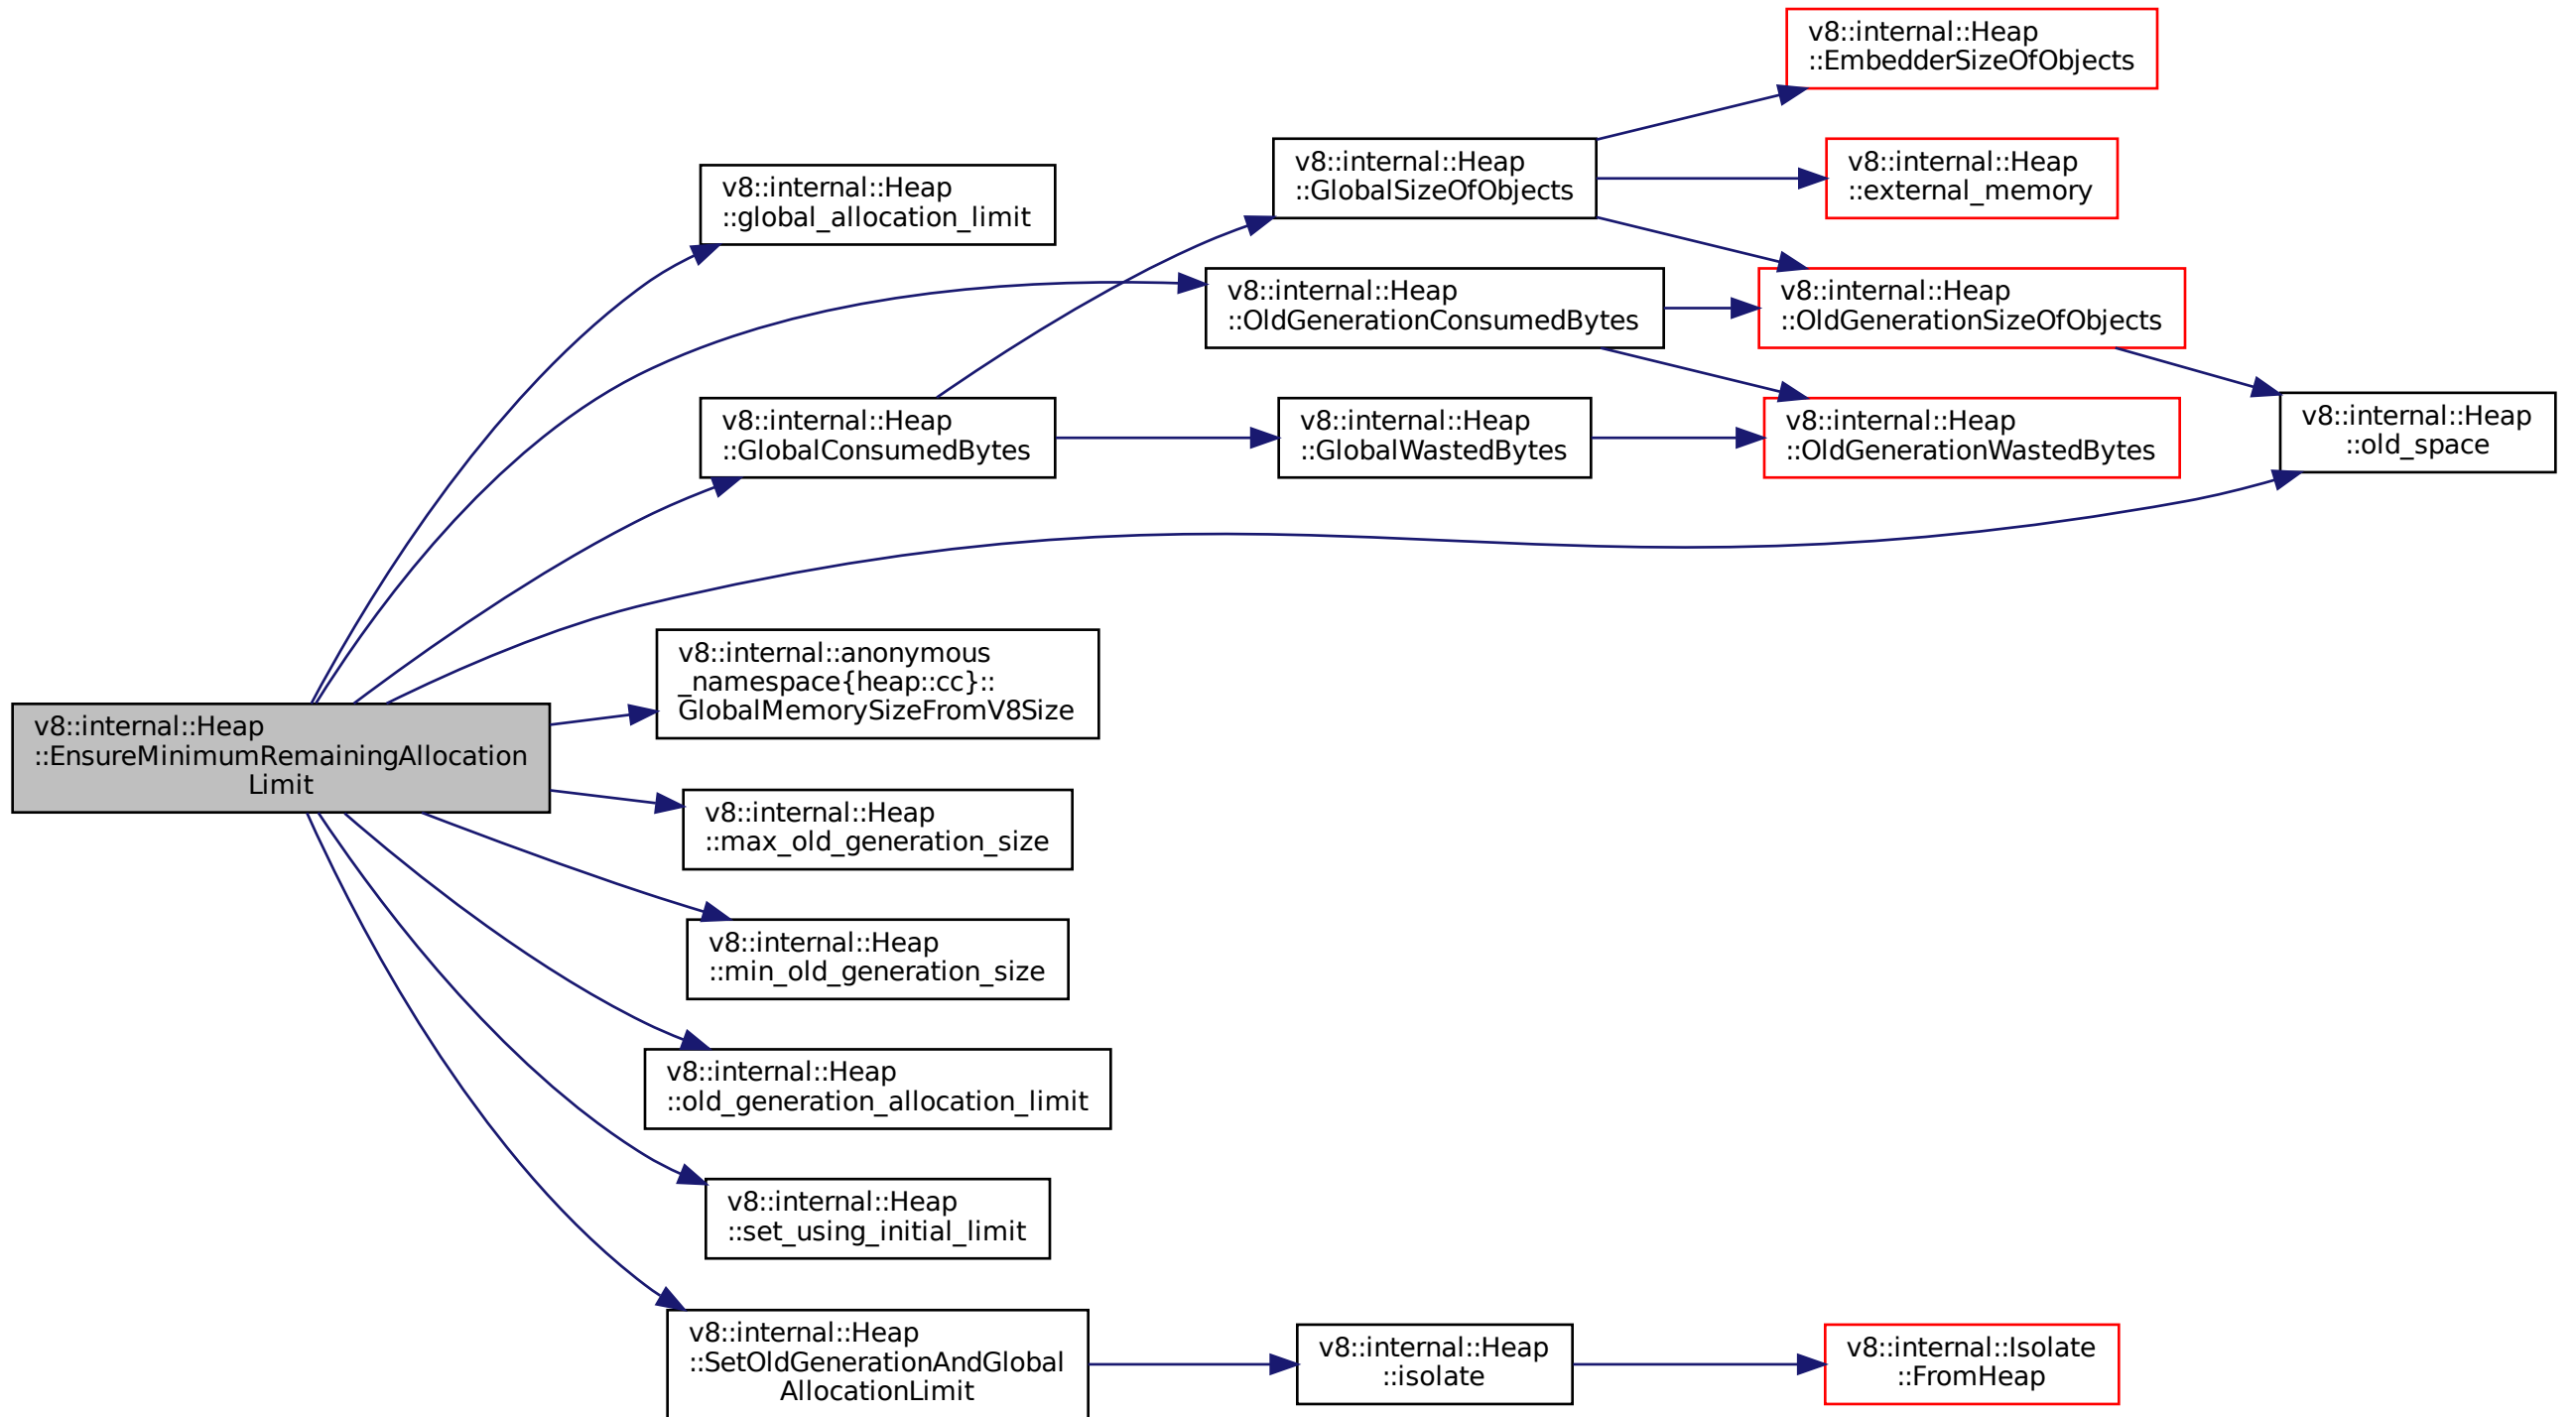 v8::internal::Heap
::EnsureMinimumRemainingAllocation
Limit
v8::internal::Heap
::global_allocation_limit
v8::internal::Heap
::GlobalConsumedBytes
v8::internal::Heap
::GlobalSizeOfObjects
v8::internal::Heap
::EmbedderSizeOfObjects
v8::internal::Heap
::external_memory
v8::internal::Heap
::OldGenerationConsumedBytes
v8::internal::Heap
::OldGenerationSizeOfObjects
v8::internal::Heap
::GlobalWastedBytes
v8::internal::Heap
::OldGenerationWastedBytes
v8::internal::Heap
::old_space
v8::internal::anonymous
_namespace{heap::cc}::
GlobalMemorySizeFromV8Size
v8::internal::Heap
::max_old_generation_size
v8::internal::Heap
::min_old_generation_size
v8::internal::Heap
::old_generation_allocation_limit
v8::internal::Heap
::set_using_initial_limit
v8::internal::Heap
::SetOldGenerationAndGlobal
AllocationLimit
v8::internal::Heap
::isolate
v8::internal::Isolate
::FromHeap